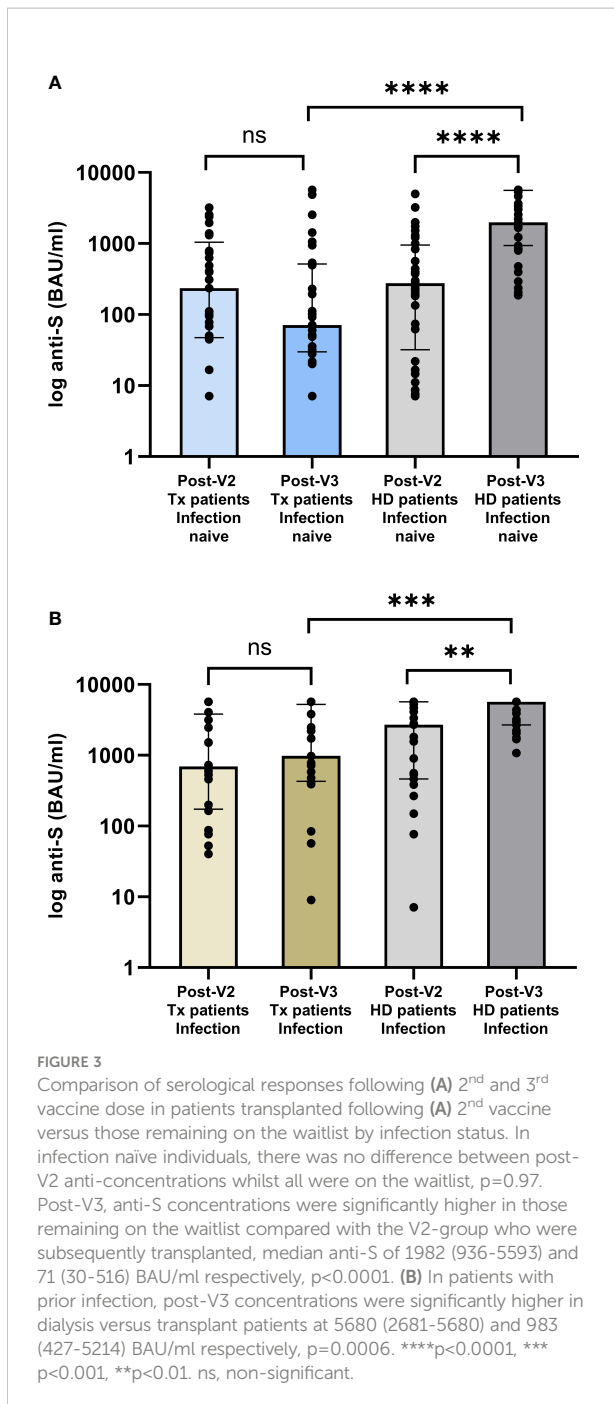 A
****
ns
****
10000
1000
100
10
1
log anti-S (BAU/ml)
Post-V2
Tx patients
Infection
naive
Post-V3
Tx patients
Infection
naive
Post-V2
HD patients
Infection
naive
Post-V3
HD patients
Infection
naive
B
***
ns
**
10000
1000
100
10
1
log anti-S (BAU/ml)
Post-V2
Tx patients
Infection
Post-V3
Tx patients
Infection
Post-V2
HD patients
Infection
Post-V3
HD patients
Infection
FIGURE 3
Comparison of serological responses following (A) 2nd and 3rd
vaccine dose in patients transplanted following (A) 2nd vaccine
versus those remaining on the waitlist by infection status. In
infection naïve individuals, there was no difference between post-
V2 anti-concentrations whilst all were on the waitlist, p=0.97.
Post-V3, anti-S concentrations were significantly higher in those
remaining on the waitlist compared with the V2-group who were
subsequently transplanted, median anti-S of 1982 (936-5593) and
71 (30-516) BAU/ml respectively, p<0.0001. (B) In patients with
prior infection, post-V3 concentrations were significantly higher in
dialysis versus transplant patients at 5680 (2681-5680) and 983
(427-5214) BAU/ml respectively, p=0.0006. ****p<0.0001, ***
p<0.001, **p<0.01. ns, non-significant.